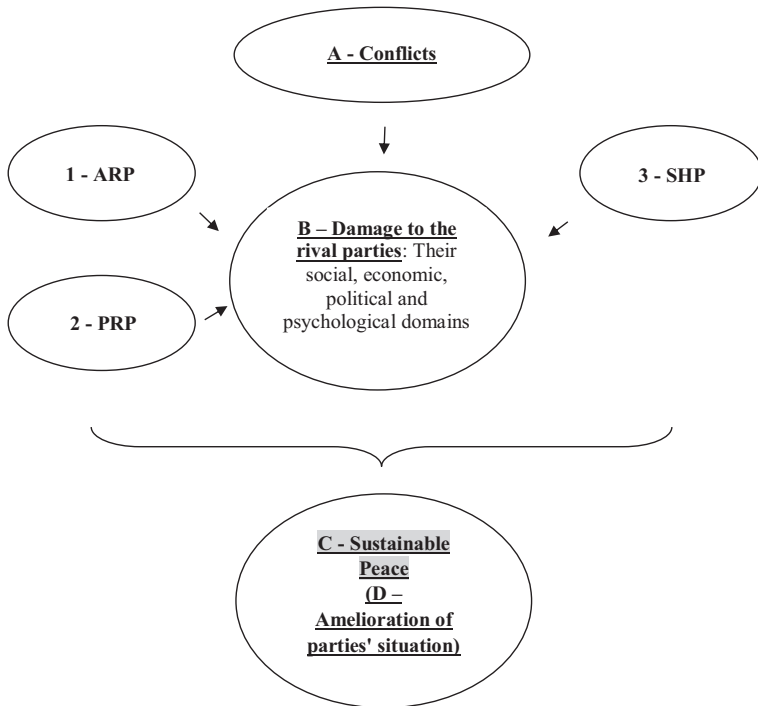 A - Conflicts
1 - ARP
3 - SHP
B – Damage to the
rival parties: Their
social, economic,
political and
psychological domains
2 - PRP
C - Sustainable
Peace
(D –
Amelioration of
parties' situation)